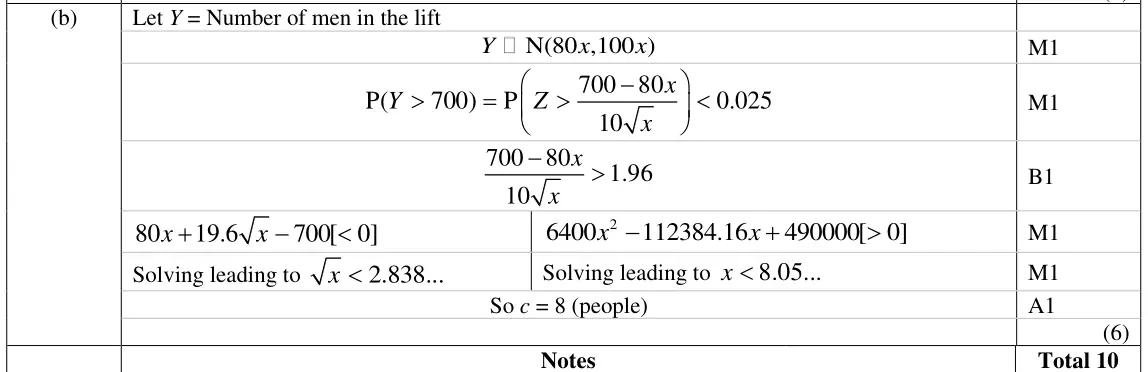 (b) Let Y = Number of men in the lift
Y □ N(80x,100x) M1
P(Y > 700) = P(Z > (700 − 80x)/(10√x)) < 0.025 M1
(700 − 80x)/(10√x) > 1.96 B1
80x + 19.6√x − 700[< 0] 6400x² − 112384.16x + 490000[> 0] M1
Solving leading to √x < 2.838... Solving leading to x < 8.05... M1
So c = 8 (people) A1
(6)
Notes Total 10